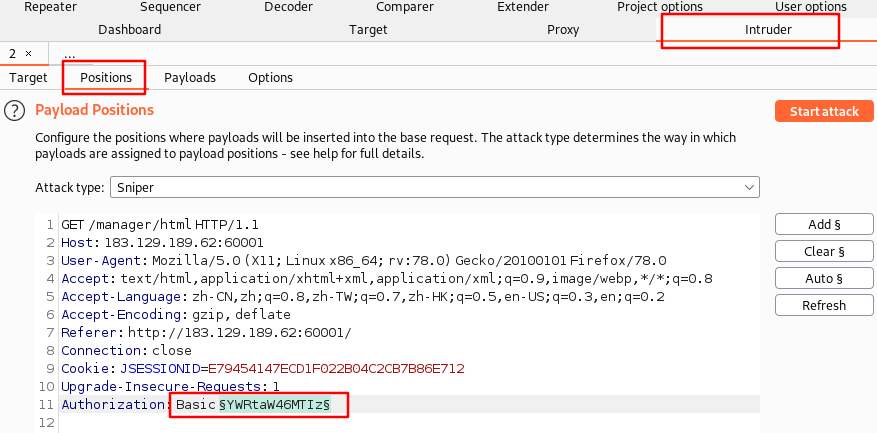 Repeater Sequencer Decoder Comparer Extender Project options User options
Dashboard Target Proxy Intruder
2 × ...
Target Positions Payloads Options
? Payload Positions Start attack
Configure the positions where payloads will be inserted into the base request. The attack type determines the way in which
payloads are assigned to payload positions - see help for full details.
Attack type: Sniper
1 GET /manager/html HTTP/1.1 Add §
2 Host: 183.129.189.62:60001
3 User-Agent: Mozilla/5.0 (X11; Linux x86_64; rv:78.0) Gecko/20100101 Firefox/78.0 Clear §
4 Accept: text/html,application/xhtml+xml,application/xml;q=0.9,image/webp,*/*;q=0.8 Auto §
5 Accept-Language: zh-CN,zh;q=0.8,zh-TW;q=0.7,zh-HK;q=0.5,en-US;q=0.3,en;q=0.2
6 Accept-Encoding: gzip, deflate Refresh
7 Referer: http://183.129.189.62:60001/
8 Connection: close
9 Cookie: JSESSIONID=E79454147ECD1F022B04C2CB7B86E712
10 Upgrade-Insecure-Requests: 1
11 Authorization: Basic §YWRtaW46MTIz§
12